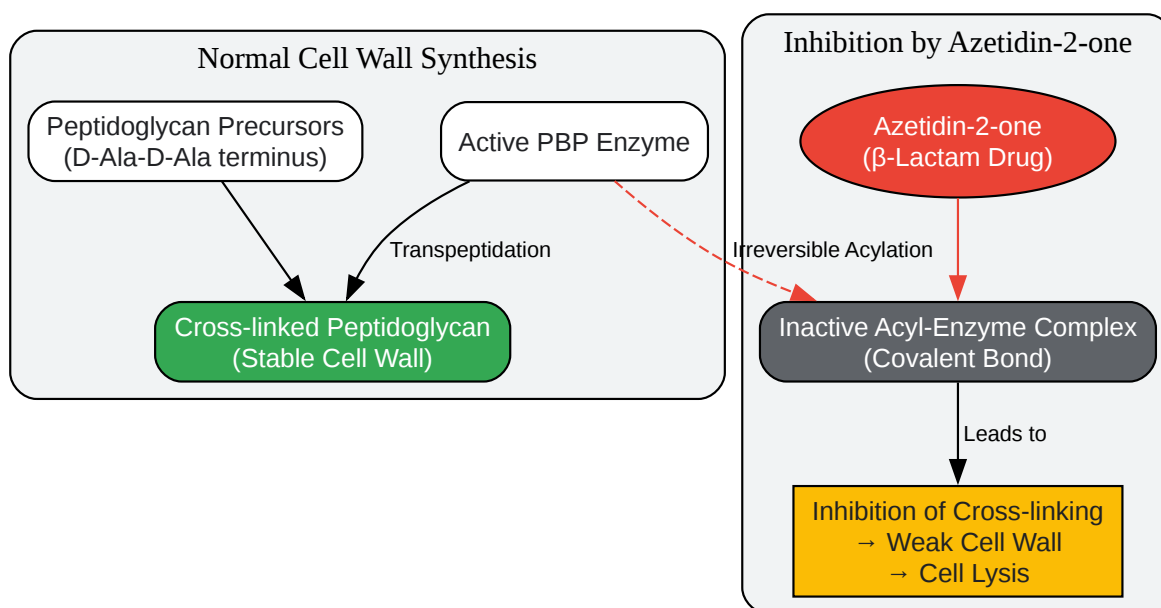 Normal Cell Wall Synthesis
Peptidoglycan Precursors
(D-Ala-D-Ala terminus)
Active PBP Enzyme
Transpeptidation
Cross-linked Peptidoglycan
(Stable Cell Wall)
Inhibition by Azetidin-2-one
Azetidin-2-one
(β-Lactam Drug)
Irreversible Acylation
Inactive Acyl-Enzyme Complex
(Covalent Bond)
Leads to
Inhibition of Cross-linking
→ Weak Cell Wall
→ Cell Lysis